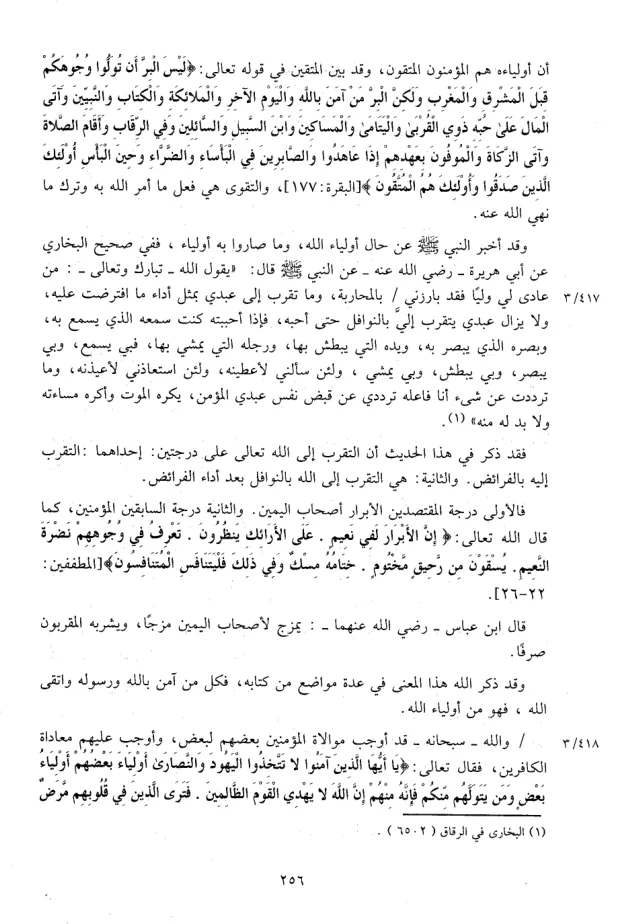 أن أولياءه هم المؤمنون المتقون، وقد بين المتقين في قوله تعالى: ﴿لَيْسَ الْبِرَّ أَن تُوَلُّوا وُجُوهَكُمْ
قِبَلَ الْمَشْرِقِ وَالْمَغْرِبِ وَلَكِنَّ الْبِرَّ مَنْ آمَنَ بِاللَّهِ وَالْيَوْمِ الآخِرِ وَالْمَلائِكَةِ وَالْكِتَابِ وَالنَّبِيِّينَ وَآتَى
الْمَالَ عَلَىٰ حُبِّهِ ذَوِي الْقُرْبَىٰ وَالْيَتَامَىٰ وَالْمَسَاكِينَ وَابْنَ السَّبِيلِ وَالسَّائِلِينَ وَفِي الرِّقَابِ وَأَقَامَ الصَّلاةَ
وَآتَى الزَّكَاةَ وَالْمُوفُونَ بِعَهْدِهِمْ إِذَا عَاهَدُوا وَالصَّابِرِينَ فِي الْبَأْسَاءِ وَالضَّرَّاءِ وَحِينَ الْبَأْسِ أُوْلَئِكَ
الَّذِينَ صَدَقُوا وَأُوْلَئِكَ هُمُ الْمُتَّقُونَ﴾[البقرة:١٧٧]، والتقوى هي فعل ما أمر الله به وترك ما
نهي الله عنه.
وقد أخبر النبي ﷺ عن حال أولياء الله، وما صاروا به أولياء ، ففي صحيح البخاري
عن أبي هريرة ـ رضي الله عنه ـ عن النبي ﷺ قال: «يقول الله ـ تبارك وتعالى ـ : من
عادى لي وليًا فقد بارزني / بالمحاربة، وما تقرب إلى عبدي بمثل أداء ما افترضت عليه، ٣/٤١٧
ولا يزال عبدي يتقرب إليَّ بالنوافل حتى أحبه، فإذا أحببته كنت سمعه الذي يسمع به،
وبصره الذي يبصر به، ويده التي يبطش بها، ورجله التي يمشي بها، فبي يسمع، وبي
يبصر، وبي يبطش، وبي يمشي ، ولئن سألني لأعطينه، ولئن استعاذني لأعيذنه، وما
ترددت عن شىء أنا فاعله ترددي عن قبض نفس عبدي المؤمن، يكره الموت وأكره مساءته
ولا بد له منه» (١).
فقد ذكر في هذا الحديث أن التقرب إلى الله تعالى على درجتين: إحداهما :التقرب
إليه بالفرائض. والثانية: هي التقرب إلى الله بالنوافل بعد أداء الفرائض.
فالأولى درجة المقتصدين الأبرار أصحاب اليمين. والثانية درجة السابقين المؤمنين، كما
قال الله تعالى:﴿ إِنَّ الأَبْرَارَ لَفِي نَعِيمٍ . عَلَى الأَرَائِكِ يَنظُرُونَ . تَعْرِفُ فِي وُجُوهِهِمْ نَضْرَةَ
النَّعِيمِ. يُسْقَوْنَ مِن رَّحِيقٍ مَّخْتُومٍ . خِتَامُهُ مِسْكٌ وَفِي ذَلِكَ فَلْيَتَنَافَسِ الْمُتَنَافِسُونَ﴾[المطففين:
٢٢-٢٦].
قال ابن عباس ـ رضي الله عنهما ـ : يمزج لأصحاب اليمين مزجًا، ويشربه المقربون
صرفًا.
وقد ذكر الله هذا المعنى في عدة مواضع من كتابه، فكل من آمن بالله ورسوله واتقى
الله ، فهو من أولياء الله.
/ والله ـ سبحانه ـ قد أوجب موالاة المؤمنين بعضهم لبعض، وأوجب عليهم معاداة ٣/٤١٨
الكافرين، فقال تعالى: ﴿يَا أَيُّهَا الَّذِينَ آمَنُوا لا تَتَّخِذُوا الْيَهُودَ وَالنَّصَارَىٰ أَوْلِيَاءَ بَعْضُهُمْ أَوْلِيَاءُ
بَعْضٍ وَمَن يَتَوَلَّهُم مِّنكُمْ فَإِنَّهُ مِنْهُمْ إِنَّ اللَّهَ لا يَهْدِي الْقَوْمَ الظَّالِمِينَ . فَتَرَى الَّذِينَ فِي قُلُوبِهِم مَّرَضٌ
(١) البخارى في الرقاق ( ٦٥٠٢ ) .
٢٥٦